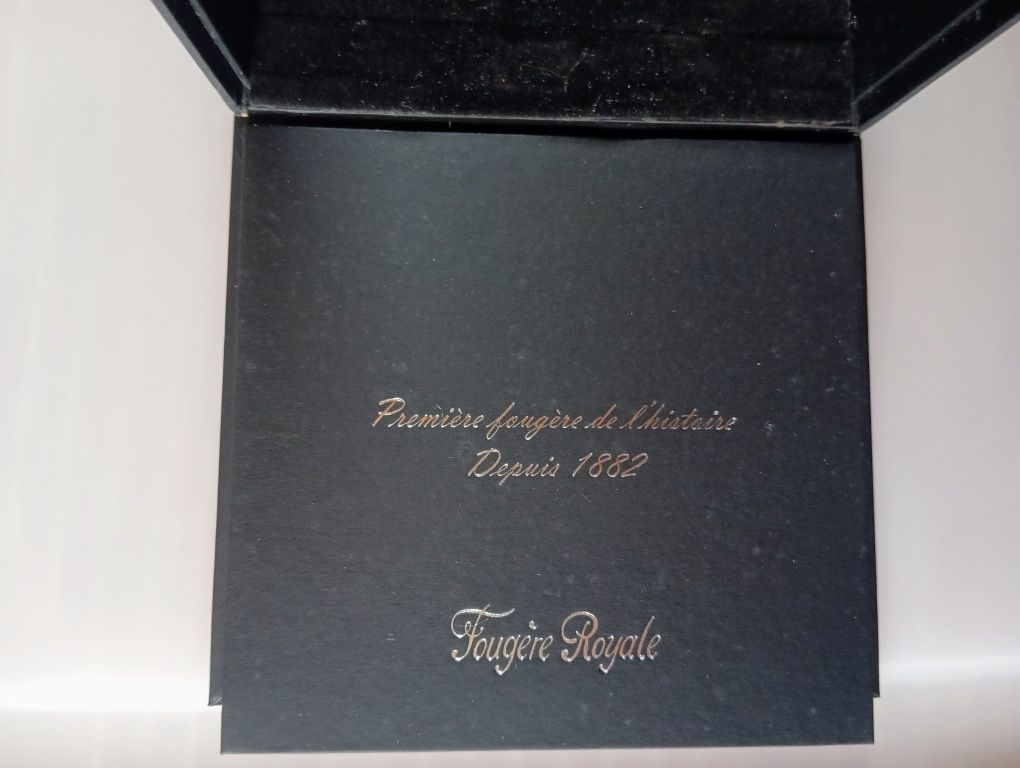 Première fougère de l'histoire
Depuis 1882
Fougère Royale